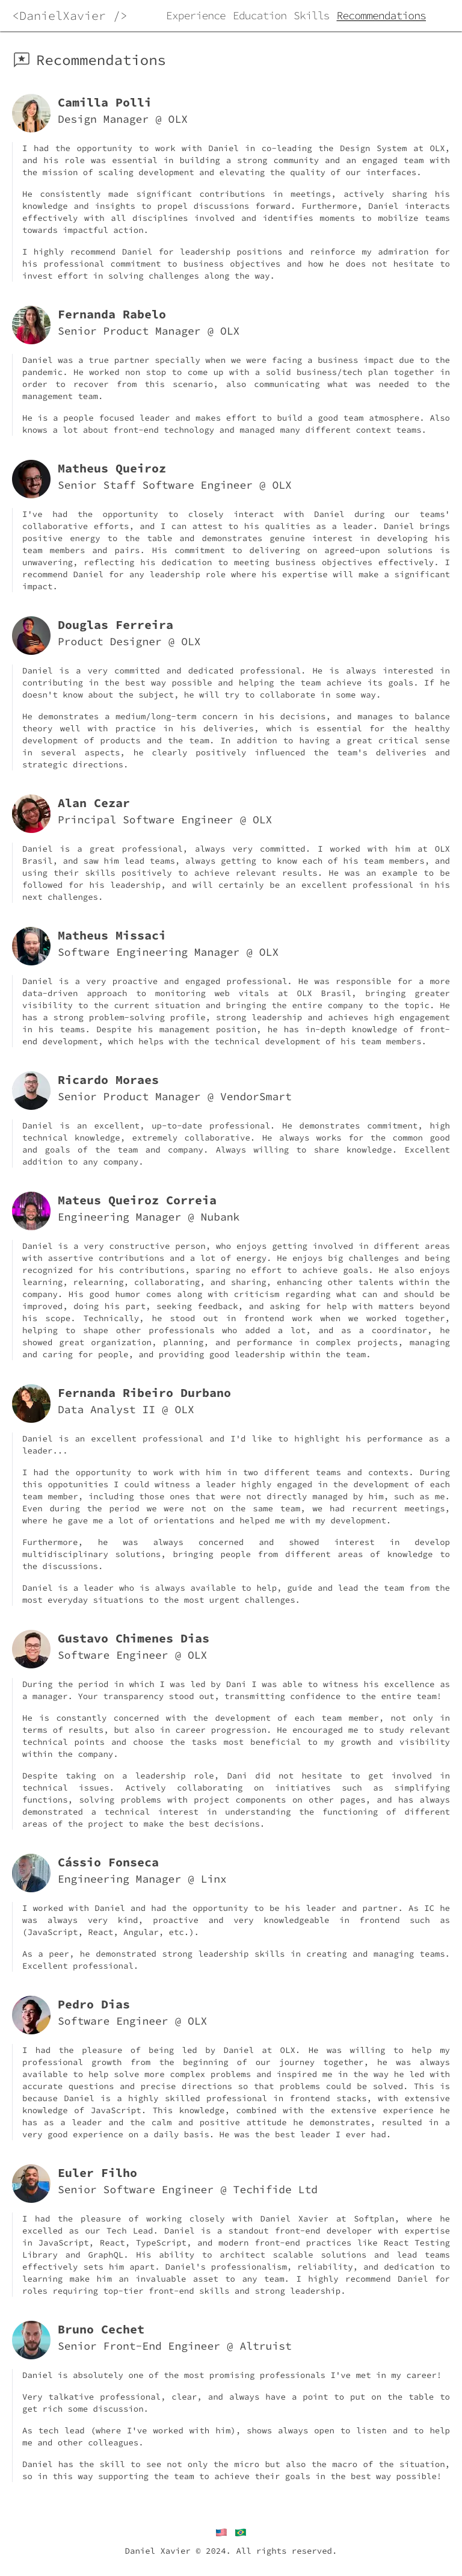 <DanielXavier />
Experience Education Skills Recommendations
Recommendations
Camilla Polli
Design Manager @ OLX
I had the opportunity to work with Daniel in co-leading the Design System at OLX,
and his role was essential in building a strong community and an engaged team with
the mission of scaling development and elevating the quality of our interfaces.
He consistently made significant contributions in meetings, actively sharing his
knowledge and insights to propel discussions forward. Furthermore, Daniel interacts
effectively with all disciplines involved and identifies moments to mobilize teams
towards impactful action.
I highly recommend Daniel for leadership positions and reinforce my admiration for
his professional commitment to business objectives and how he does not hesitate to
invest effort in solving challenges along the way.
Fernanda Rabelo
Senior Product Manager @ OLX
Daniel was a true partner specially when we were facing a business impact due to the
pandemic. He worked non stop to come up with a solid business/tech plan together in
order to recover from this scenario, also communicating what was needed to the
management team.
He is a people focused leader and makes effort to build a good team atmosphere. Also
knows a lot about front-end technology and managed many different context teams.
Matheus Queiroz
Senior Staff Software Engineer @ OLX
I've had the opportunity to closely interact with Daniel during our teams'
collaborative efforts, and I can attest to his qualities as a leader. Daniel brings
positive energy to the table and demonstrates genuine interest in developing his
team members and pairs. His commitment to delivering on agreed-upon solutions is
unwavering, reflecting his dedication to meeting business objectives effectively. I
recommend Daniel for any leadership role where his expertise will make a significant
impact.
Douglas Ferreira
Product Designer @ OLX
Daniel is a very committed and dedicated professional. He is always interested in
contributing in the best way possible and helping the team achieve its goals. If he
doesn't know about the subject, he will try to collaborate in some way.
He demonstrates a medium/long-term concern in his decisions, and manages to balance
theory well with practice in his deliveries, which is essential for the healthy
development of products and the team. In addition to having a great critical sense
in several aspects, he clearly positively influenced the team's deliveries and
strategic directions.
Alan Cezar
Principal Software Engineer @ OLX
Daniel is a great professional, always very committed. I worked with him at OLX
Brasil, and saw him lead teams, always getting to know each of his team members, and
using their skills positively to achieve relevant results. He was an example to be
followed for his leadership, and will certainly be an excellent professional in his
next challenges.
Matheus Missaci
Software Engineering Manager @ OLX
Daniel is a very proactive and engaged professional. He was responsible for a more
data-driven approach to monitoring web vitals at OLX Brasil, bringing greater
visibility to the current situation and bringing the entire company to the topic. He
has a strong problem-solving profile, strong leadership and achieves high engagement
in his teams. Despite his management position, he has in-depth knowledge of front-
end development, which helps with the technical development of his team members.
Ricardo Moraes
Senior Product Manager @ VendorSmart
Daniel is an excellent, up-to-date professional. He demonstrates commitment, high
technical knowledge, extremely collaborative. He always works for the common good
and goals of the team and company. Always willing to share knowledge. Excellent
addition to any company.
Mateus Queiroz Correia
Engineering Manager @ Nubank
Daniel is a very constructive person, who enjoys getting involved in different areas
with assertive contributions and a lot of energy. He enjoys big challenges and being
recognized for his contributions, sparing no effort to achieve goals. He also enjoys
learning, relearning, collaborating, and sharing, enhancing other talents within the
company. His good humor comes along with criticism regarding what can and should be
improved, doing his part, seeking feedback, and asking for help with matters beyond
his scope. Technically, he stood out in frontend work when we worked together,
helping to shape other professionals who added a lot, and as a coordinator, he
showed great organization, planning, and performance in complex projects, managing
and caring for people, and providing good leadership within the team.
Fernanda Ribeiro Durbano
Data Analyst II @ OLX
Daniel is an excellent professional and I'd like to highlight his performance as a
leader...
I had the opportunity to work with him in two different teams and contexts. During
this oppotunities I could witness a leader highly engaged in the development of each
team member, including those ones that were not directly managed by him, such as me.
Even during the period we were not on the same team, we had recurrent meetings,
where he gave me a lot of orientations and helped me with my development.
Furthermore, he was always concerned and showed interest in develop
multidisciplinary solutions, bringing people from different areas of knowledge to
the discussions.
Daniel is a leader who is always available to help, guide and lead the team from the
most everyday situations to the most urgent challenges.
Gustavo Chimenes Dias
Software Engineer @ OLX
During the period in which I was led by Dani I was able to witness his excellence as
a manager. Your transparency stood out, transmitting confidence to the entire team!
He is constantly concerned with the development of each team member, not only in
terms of results, but also in career progression. He encouraged me to study relevant
technical points and choose the tasks most beneficial to my growth and visibility
within the company.
Despite taking on a leadership role, Dani did not hesitate to get involved in
technical issues. Actively collaborating on initiatives such as simplifying
functions, solving problems with project components on other pages, and has always
demonstrated a technical interest in understanding the functioning of different
areas of the project to make the best decisions.
Cássio Fonseca
Engineering Manager @ Linx
I worked with Daniel and had the opportunity to be his leader and partner. As IC he
was always very kind, proactive and very knowledgeable in frontend such as
(JavaScript, React, Angular, etc.).
As a peer, he demonstrated strong leadership skills in creating and managing teams.
Excellent professional.
Pedro Dias
Software Engineer @ OLX
I had the pleasure of being led by Daniel at OLX. He was willing to help my
professional growth from the beginning of our journey together, he was always
available to help solve more complex problems and inspired me in the way he led with
accurate questions and precise directions so that problems could be solved. This is
because Daniel is a highly skilled professional in frontend stacks, with extensive
knowledge of JavaScript. This knowledge, combined with the extensive experience he
has as a leader and the calm and positive attitude he demonstrates, resulted in a
very good experience on a daily basis. He was the best leader I ever had.
Euler Filho
Senior Software Engineer @ Techifide Ltd
I had the pleasure of working closely with Daniel Xavier at Softplan, where he
excelled as our Tech Lead. Daniel is a standout front-end developer with expertise
in JavaScript, React, TypeScript, and modern front-end practices like React Testing
Library and GraphQL. His ability to architect scalable solutions and lead teams
effectively sets him apart. Daniel's professionalism, reliability, and dedication to
learning make him an invaluable asset to any team. I highly recommend Daniel for
roles requiring top-tier front-end skills and strong leadership.
Bruno Cechet
Senior Front-End Engineer @ Altruist
Daniel is absolutely one of the most promising professionals I've met in my career!
Very talkative professional, clear, and always have a point to put on the table to
get rich some discussion.
As tech lead (where I've worked with him), shows always open to listen and to help
me and other colleagues.
Daniel has the skill to see not only the micro but also the macro of the situation,
so in this way supporting the team to achieve their goals in the best way possible!
Daniel Xavier © 2024. All rights reserved.